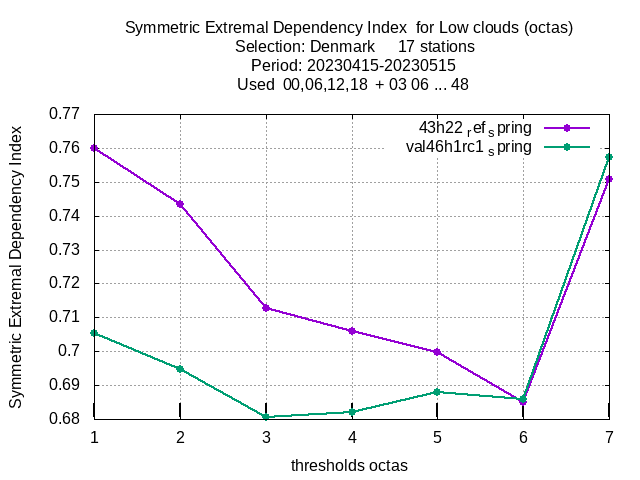 Symmetric Extremal Dependency Index  for Low clouds (octas)
Selection: Denmark     17 stations
Period: 20230415-20230515
Used  00,06,12,18  + 03 06 ... 48
0.77
0.76
0.75
0.74
0.73
0.72
0.71
0.7
0.69
0.68
Symmetric Extremal Dependency Index
43h22 ref spring
val46h1rc1 spring
1 2 3 4 5 6 7
thresholds octas